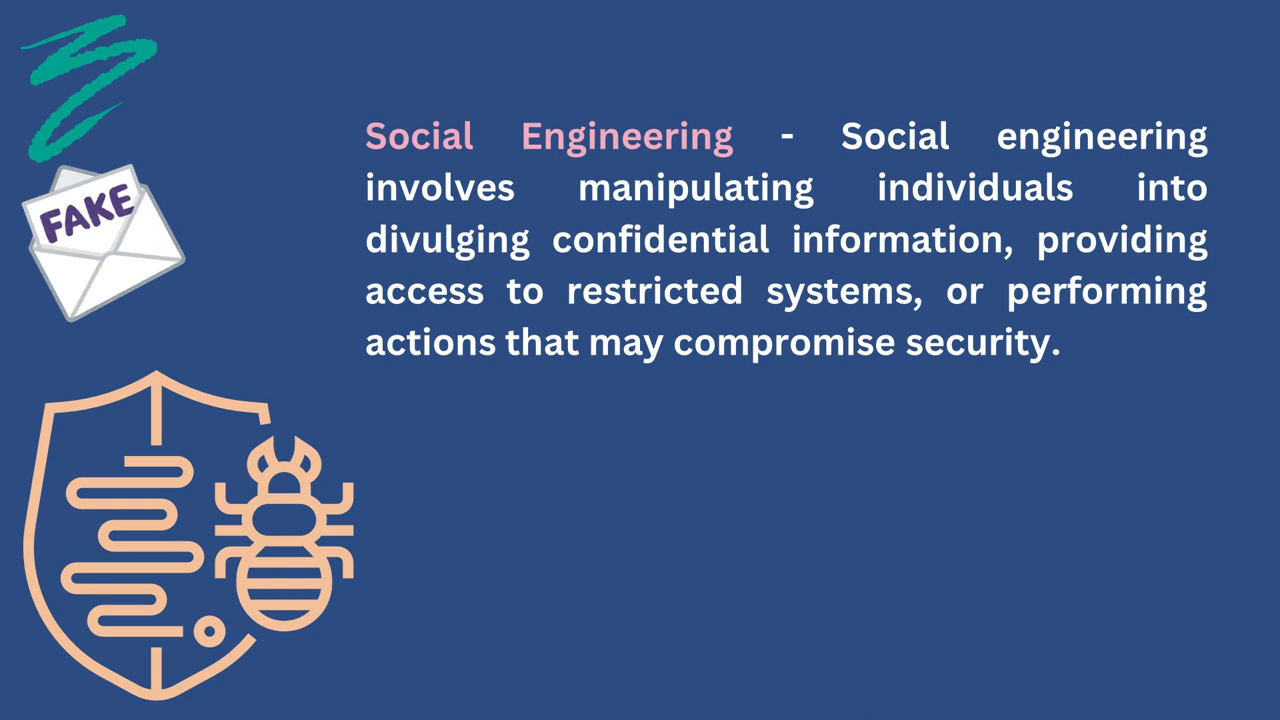 FAKE
Social Engineering - Social engineering
involves manipulating individuals into
divulging confidential information, providing
access to restricted systems, or performing
actions that may compromise security.